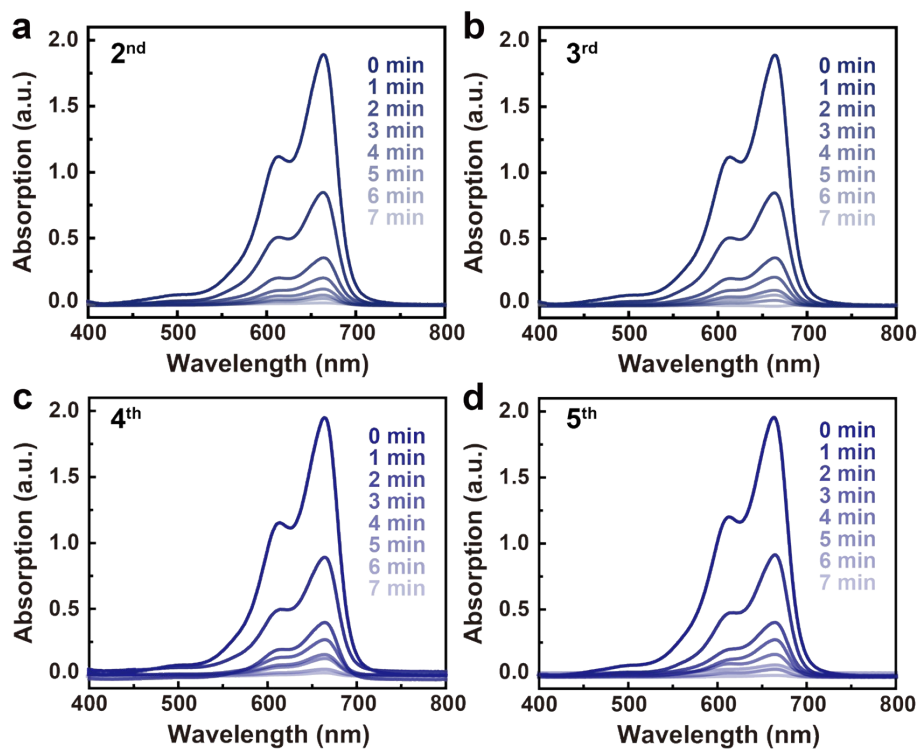 a
2nd
2.0
1.5
1.0
0.5
0.0
Absorption (a.u.)
0 min
1 min
2 min
3 min
4 min
5 min
6 min
7 min
400 500 600 700 800
Wavelength (nm)
b
3rd
2.0
1.5
1.0
0.5
0.0
Absorption (a.u.)
0 min
1 min
2 min
3 min
4 min
5 min
6 min
7 min
400 500 600 700 800
Wavelength (nm)
c
4th
2.0
1.5
1.0
0.5
0.0
Absorption (a.u.)
0 min
1 min
2 min
3 min
4 min
5 min
6 min
7 min
400 500 600 700 800
Wavelength (nm)
d
5th
2.0
1.5
1.0
0.5
0.0
Absorption (a.u.)
0 min
1 min
2 min
3 min
4 min
5 min
6 min
7 min
400 500 600 700 800
Wavelength (nm)